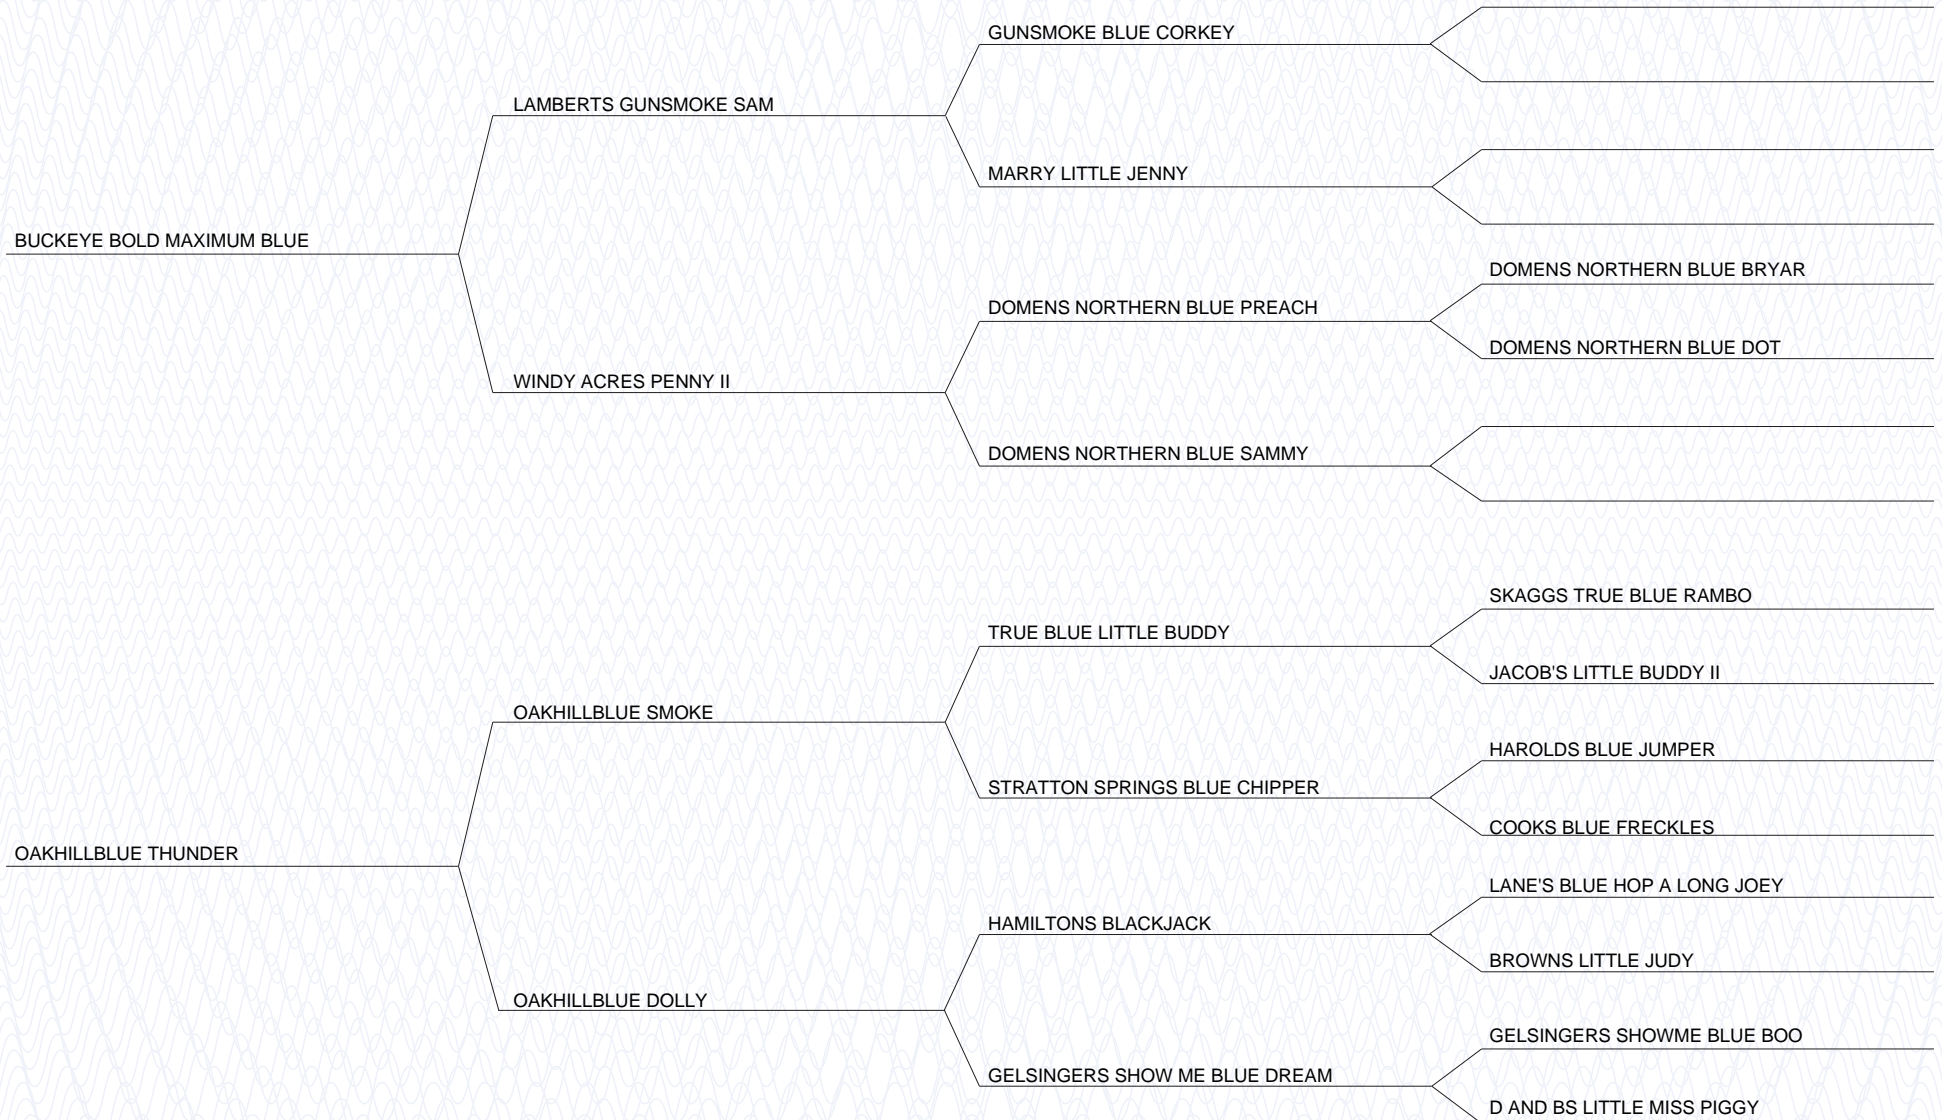 GUNSMOKE BLUE CORKEY
LAMBERTS GUNSMOKE SAM
MARRY LITTLE JENNY
BUCKEYE BOLD MAXIMUM BLUE
DOMENS NORTHERN BLUE BRYAR
DOMENS NORTHERN BLUE PREACH
DOMENS NORTHERN BLUE DOT
WINDY ACRES PENNY II
DOMENS NORTHERN BLUE SAMMY
SKAGGS TRUE BLUE RAMBO
TRUE BLUE LITTLE BUDDY
JACOB'S LITTLE BUDDY II
OAKHILLBLUE SMOKE
HAROLDS BLUE JUMPER
STRATTON SPRINGS BLUE CHIPPER
COOKS BLUE FRECKLES
OAKHILLBLUE THUNDER
LANE'S BLUE HOP A LONG JOEY
HAMILTONS BLACKJACK
BROWNS LITTLE JUDY
OAKHILLBLUE DOLLY
GELSINGERS SHOWME BLUE BOO
GELSINGERS SHOW ME BLUE DREAM
D AND BS LITTLE MISS PIGGY